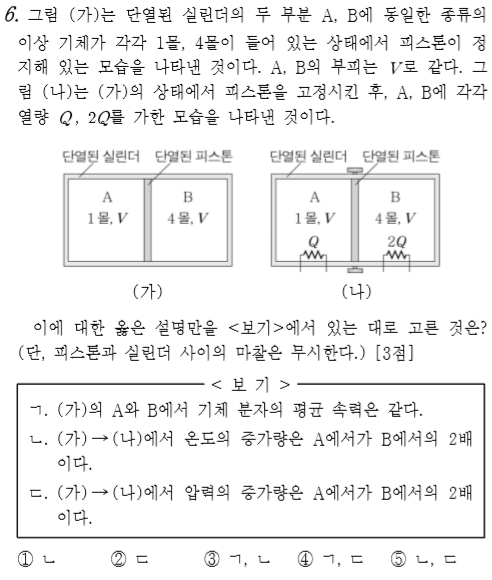 6. 그림 (가)는 단열된 실린더의 두 부분 A, B에 동일한 종류의
이상 기체가 각각 1몰, 4몰이 들어 있는 상태에서 피스톤이 정
지해 있는 모습을 나타낸 것이다. A, B의 부피는 V로 같다. 그
림 (나)는 (가)의 상태에서 피스톤을 고정시킨 후, A, B에 각각
열량 Q, 2Q를 가한 모습을 나타낸 것이다.
단열된 실린더 단열된 피스톤
A
1몰, V
B
4몰, V
(가)
단열된 실린더 단열된 피스톤
A
1몰, V
Q
B
4몰, V
2Q
(나)
이에 대한 옳은 설명만을 <보기>에서 있는 대로 고른 것은?
(단, 피스톤과 실린더 사이의 마찰은 무시한다.) [3점]
< 보 기 >
ㄱ. (가)의 A와 B에서 기체 분자의 평균 속력은 같다.
ㄴ. (가)→(나)에서 온도의 증가량은 A에서가 B에서의 2배
이다.
ㄷ. (가)→(나)에서 압력의 증가량은 A에서가 B에서의 2배
이다.
① ㄴ ② ㄷ ③ ㄱ, ㄴ ④ ㄱ, ㄷ ⑤ ㄴ, ㄷ